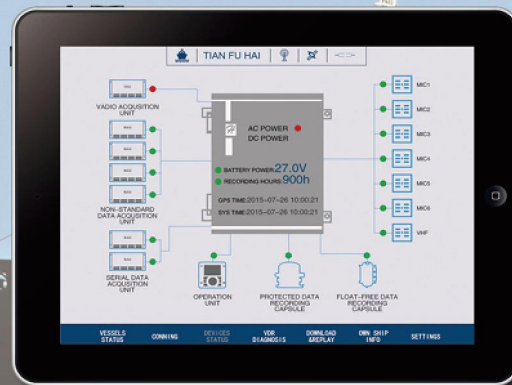 TIAN FU HAI
VADIO ACQUSITION
UNIT
NON-STANDARD
DATA ACQUSITION
UNIT
SERIAL DATA
ACQUSITION
UNIT
AC POWER
DC POWER
BATTERY POWER:27.0V
RECORDING HOURS:900h
GPS TIME:2015-07-26 10:00:21
SYS TIME:2015-07-26 10:00:21
MIC1
MIC2
MIC3
MIC4
MIC5
MIC6
VHF
OPERATION
UNIT
PROTECTED DATA
RECORDING
CAPSULE
FLOAT-FREE DATA
RECORDING
CAPSULE
VESSELS
STATUS
CONNING
DEVICES
STATUS
VDR
DIAGNOSIS
DOWNLOAD
&REPLAY
OWN SHIP
INFO
SETTINGS